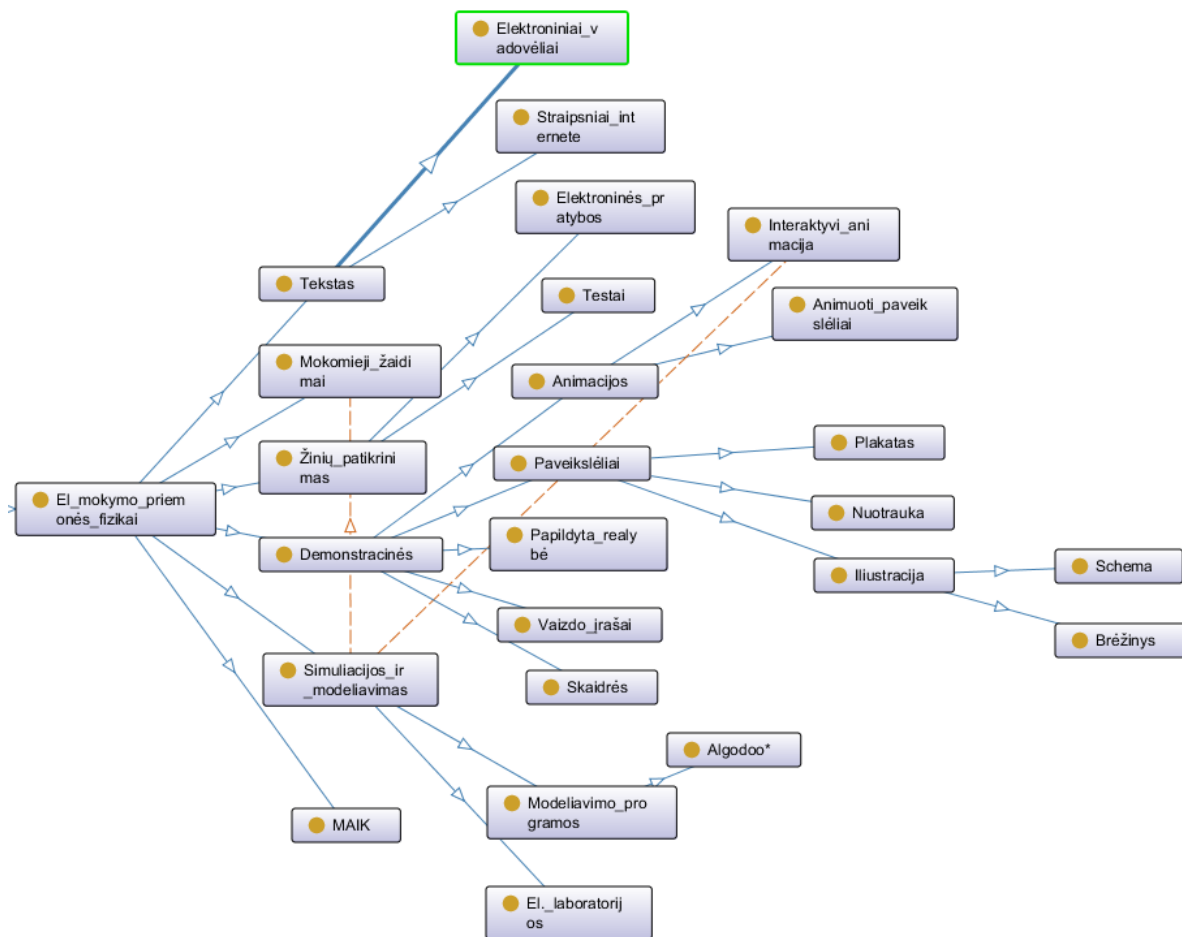 Elektroniniai_v
adovėliai
Straipsniai_int
ernete
Elektroninės_pr
atybos
Interaktyvi_ani
macija
Tekstas
Testai
Animuoti_paveik
slėliai
Mokomieji_žaidi
mai
Animacijos
Plakatas
Žinių_patikrini
mas
Paveikslėliai
El_mokymo_priem
onės_fizikai
Nuotrauka
Demonstracinės
Papildyta_realy
bė
Iliustracija
Schema
Vaizdo_įrašai
Brėžinys
Simuliacijos_ir
_modeliavimas
Skaidrės
Algodoo*
MAIK
Modeliavimo_pro
gramos
El._laboratorij
os